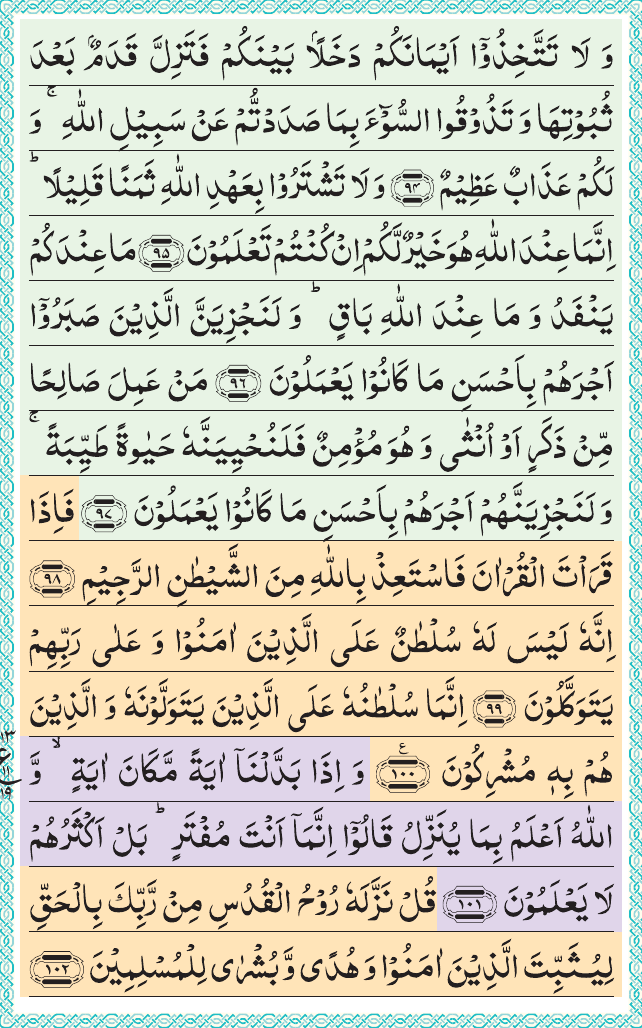 وَ لَا تَتَّخِذُوْۤا اَيْمَانَكُمْ دَخَلًاۢ بَيْنَكُمْ فَتَزِلَّ قَدَمٌۢ بَعْدَ
ثُبُوْتِهَا وَ تَذُوْقُوا السُّوْٓءَ بِمَا صَدَدْتُّمْ عَنْ سَبِيْلِ اللّٰهِ ۚ وَ
لَكُمْ عَذَابٌ عَظِيْمٌ ﴿۹۴﴾ وَ لَا تَشْتَرُوْا بِعَهْدِ اللّٰهِ ثَمَنًا قَلِيْلًا ؕ
اِنَّمَا عِنْدَ اللّٰهِ هُوَ خَيْرٌ لَّكُمْ اِنْ كُنْتُمْ تَعْلَمُوْنَ ﴿۹۵﴾ مَا عِنْدَكُمْ
يَنْفَدُ وَ مَا عِنْدَ اللّٰهِ بَاقٍ ؕ وَ لَنَجْزِيَنَّ الَّذِيْنَ صَبَرُوْۤا
اَجْرَهُمْ بِاَحْسَنِ مَا كَانُوْا يَعْمَلُوْنَ ﴿۹۶﴾ مَنْ عَمِلَ صَالِحًا
مِّنْ ذَكَرٍ اَوْ اُنْثٰى وَ هُوَ مُؤْمِنٌ فَلَنُحْيِيَنَّهٗ حَيٰوةً طَيِّبَةً ۚ
وَ لَنَجْزِيَنَّهُمْ اَجْرَهُمْ بِاَحْسَنِ مَا كَانُوْا يَعْمَلُوْنَ ﴿۹۷﴾ فَاِذَا
قَرَاْتَ الْقُرْاٰنَ فَاسْتَعِذْ بِاللّٰهِ مِنَ الشَّيْطٰنِ الرَّجِيْمِ ﴿۹۸﴾
اِنَّهٗ لَيْسَ لَهٗ سُلْطٰنٌ عَلَى الَّذِيْنَ اٰمَنُوْا وَ عَلٰى رَبِّهِمْ
يَتَوَكَّلُوْنَ ﴿۹۹﴾ اِنَّمَا سُلْطٰنُهٗ عَلَى الَّذِيْنَ يَتَوَلَّوْنَهٗ وَ الَّذِيْنَ
هُمْ بِهٖ مُشْرِكُوْنَ ﴿۱۰۰﴾ ع وَ اِذَا بَدَّلْنَاۤ اٰيَةً مَّكَانَ اٰيَةٍ ۙ وَّ
اللّٰهُ اَعْلَمُ بِمَا يُنَزِّلُ قَالُوْۤا اِنَّمَاۤ اَنْتَ مُفْتَرٍ ؕ بَلْ اَكْثَرُهُمْ
لَا يَعْلَمُوْنَ ﴿۱۰۱﴾ قُلْ نَزَّلَهٗ رُوْحُ الْقُدُسِ مِنْ رَّبِّكَ بِالْحَقِّ
لِيُثَبِّتَ الَّذِيْنَ اٰمَنُوْا وَ هُدًى وَّ بُشْرٰى لِلْمُسْلِمِيْنَ ﴿۱۰۲﴾